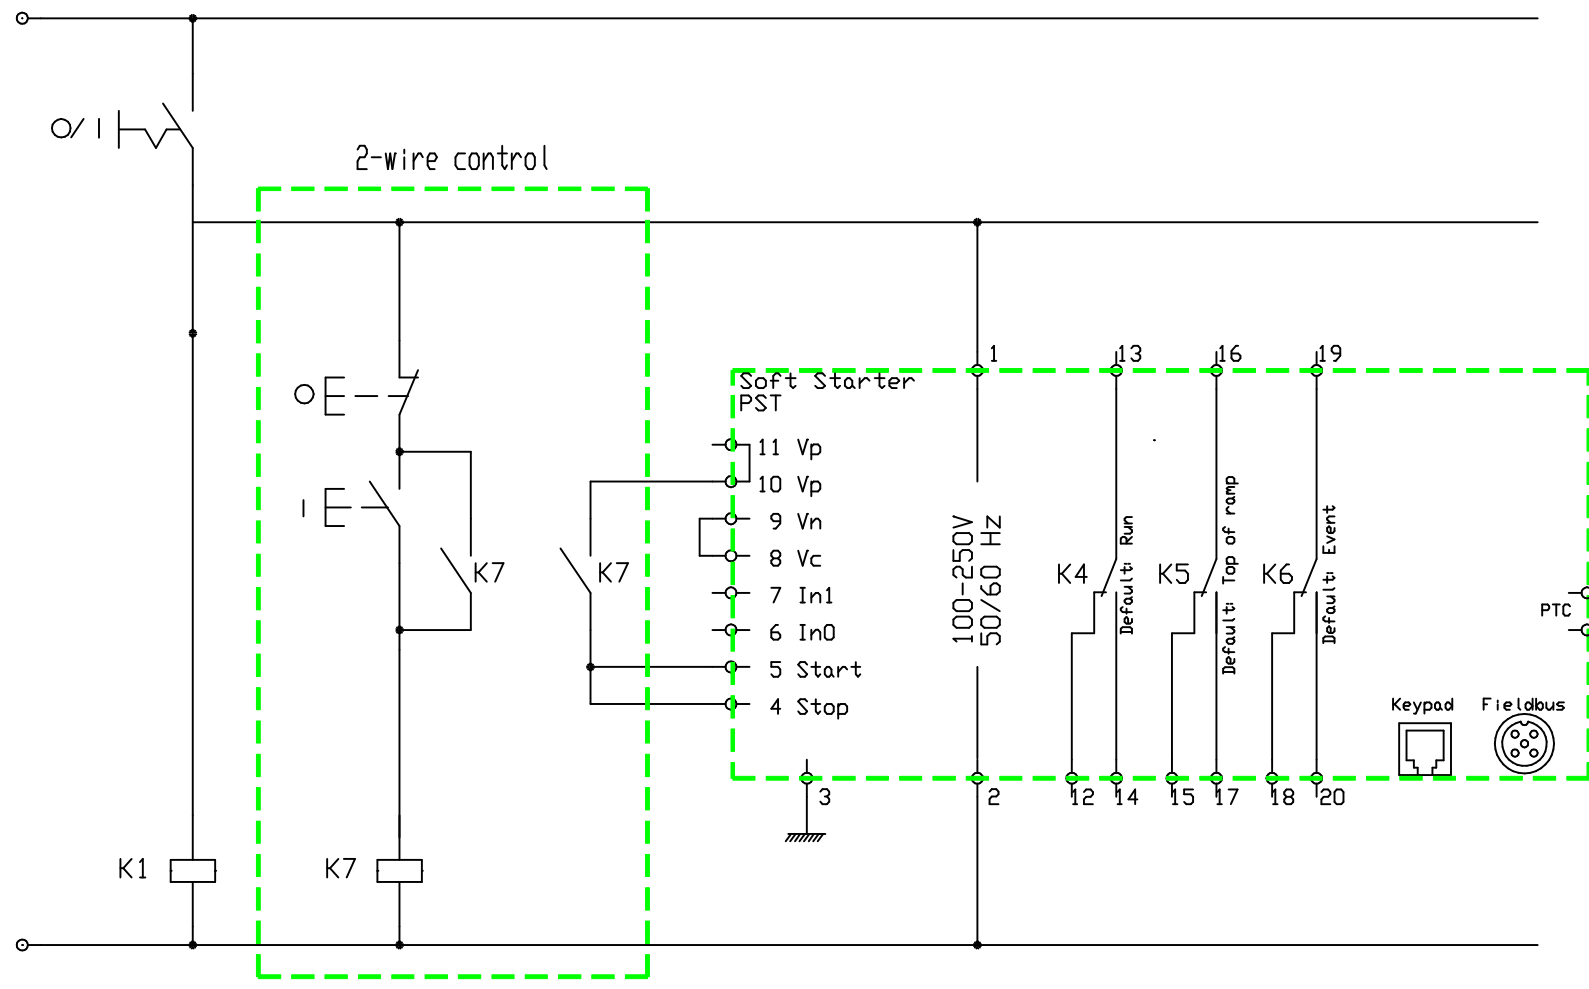 O/I
2-wire control
1
13
16
19
Soft Starter
PST
O
11 Vp
10 Vp
9 Vn
8 Vc
7 In1
6 In0
5 Start
4 Stop
I
K7
K7
100-250V
50/60 Hz
K4
Default: Run
K5
Default: Top of ramp
K6
Default: Event
PTC
Keypad
Fieldbus
3
2
12
14
15
17
18
20
K1
K7